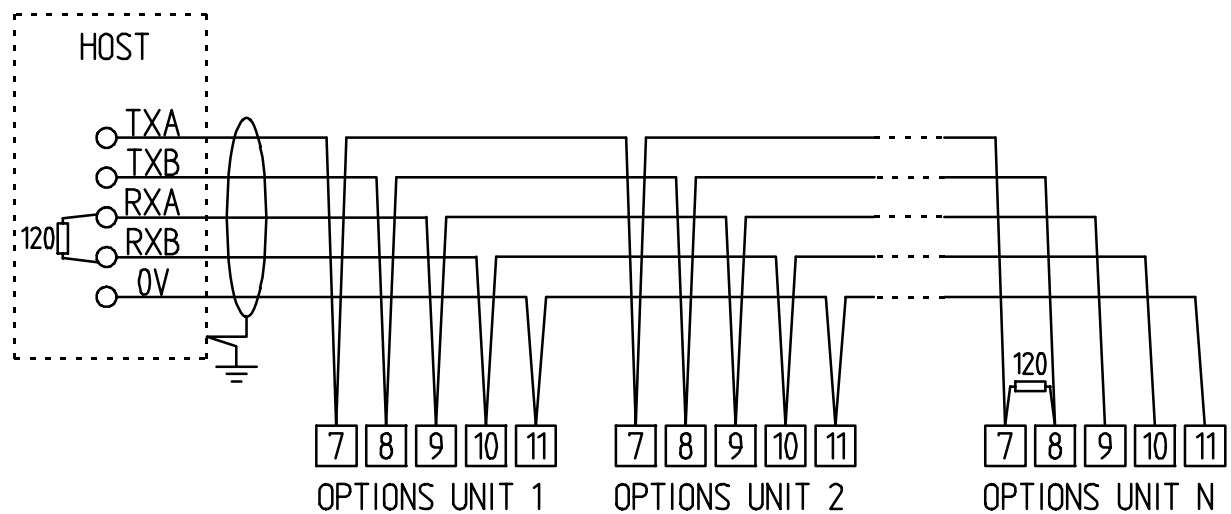 HOST
TXA
TXB
RXA
120
RXB
0V
120
7 8 9 10 11
7 8 9 10 11
7 8 9 10 11
OPTIONS UNIT 1
OPTIONS UNIT 2
OPTIONS UNIT N